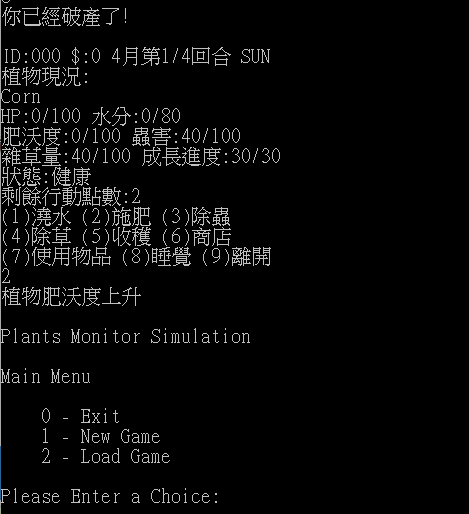 你已經破產了!
ID:000 $:0 4月第1/4回合 SUN
植物現況:
Corn
HP:0/100 水分:0/80
肥沃度:0/100 蟲害:40/100
雜草量:40/100 成長進度:30/30
狀態:健康
剩餘行動點數:2
(1)澆水 (2)施肥 (3)除蟲
(4)除草 (5)收穫 (6)商店
(7)使用物品 (8)睡覺 (9)離開
2
植物肥沃度上升
Plants Monitor Simulation
Main Menu
0 - Exit
1 - New Game
2 - Load Game
Please Enter a Choice: